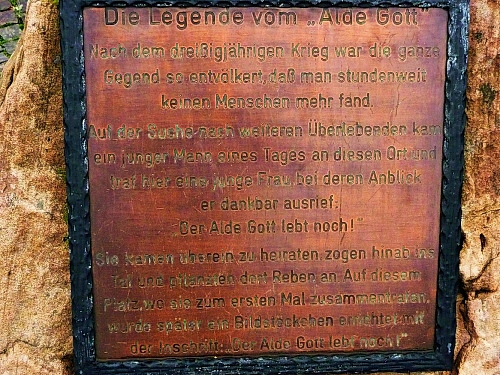 Die Legende vom „Alde Gott"
Nach dem dreißigjährigen Krieg war die ganze
Gegend so entvölkert, daß man stundenweit
keinen Menschen mehr fand.
Auf der Suche nach weiteren Überlebenden kam
ein junger Mann eines Tages an diesen Ort und
traf hier eine junge Frau, bei deren Anblick
er dankbar ausrief:
„Der Alde Gott lebt noch!"
Sie kamen überein zu heiraten, zogen hinab ins
Tal und pflanzten dort Reben an. Auf diesem
Platz, wo sie zum ersten Mal zusammentrafen,
wurde später ein Bildstöckchen errichtet mit
der Inschrift: „Der Alde Gott lebt noch!"